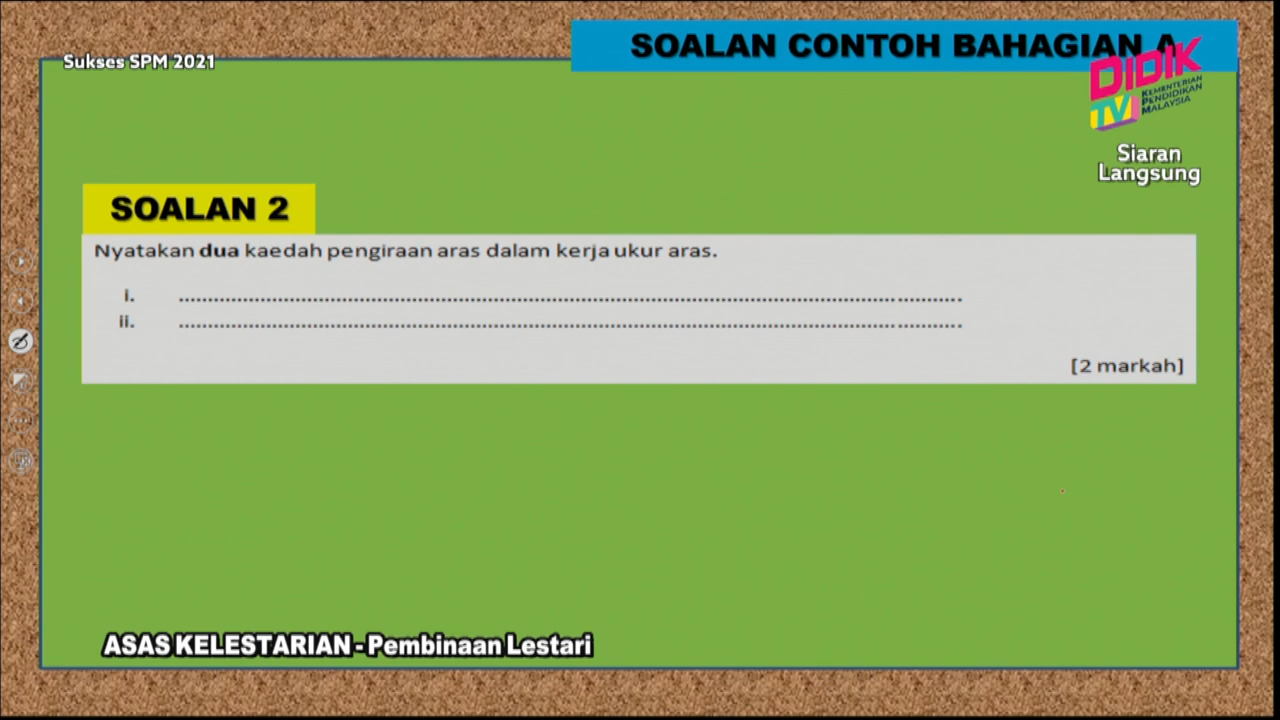 SOALAN CONTOH BAHAGIAN A
Sukses SPM 2021
DIDIK
TV
KEMENTERIAN
PENDIDIKAN
MALAYSIA
Siaran
Langsung
SOALAN 2
Nyatakan dua kaedah pengiraan aras dalam kerja ukur aras.
i. ........................................................................
ii. ........................................................................
[2 markah]
ASAS KELESTARIAN - Pembinaan Lestari